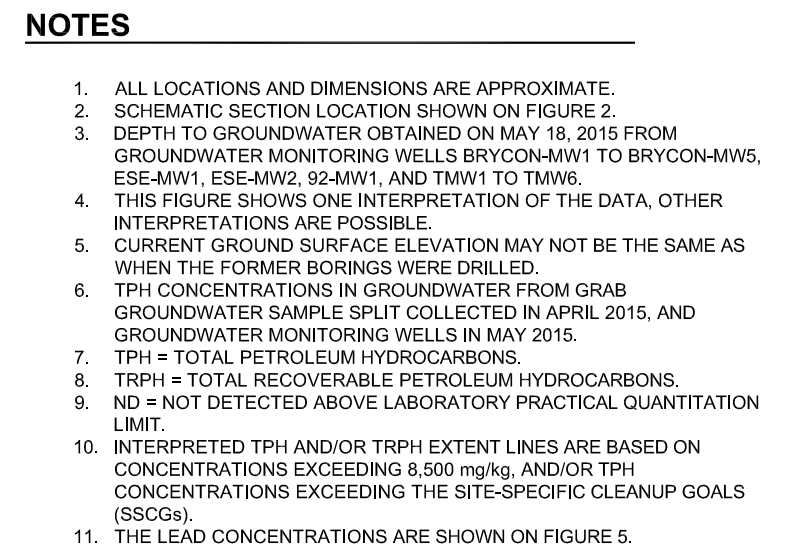 NOTES
1. ALL LOCATIONS AND DIMENSIONS ARE APPROXIMATE.
2. SCHEMATIC SECTION LOCATION SHOWN ON FIGURE 2.
3. DEPTH TO GROUNDWATER OBTAINED ON MAY 18, 2015 FROM
GROUNDWATER MONITORING WELLS BRYCON-MW1 TO BRYCON-MW5,
ESE-MW1, ESE-MW2, 92-MW1, AND TMW1 TO TMW6.
4. THIS FIGURE SHOWS ONE INTERPRETATION OF THE DATA, OTHER
INTERPRETATIONS ARE POSSIBLE.
5. CURRENT GROUND SURFACE ELEVATION MAY NOT BE THE SAME AS
WHEN THE FORMER BORINGS WERE DRILLED.
6. TPH CONCENTRATIONS IN GROUNDWATER FROM GRAB
GROUNDWATER SAMPLE SPLIT COLLECTED IN APRIL 2015, AND
GROUNDWATER MONITORING WELLS IN MAY 2015.
7. TPH = TOTAL PETROLEUM HYDROCARBONS.
8. TRPH = TOTAL RECOVERABLE PETROLEUM HYDROCARBONS.
9. ND = NOT DETECTED ABOVE LABORATORY PRACTICAL QUANTITATION
LIMIT.
10. INTERPRETED TPH AND/OR TRPH EXTENT LINES ARE BASED ON
CONCENTRATIONS EXCEEDING 8,500 mg/kg, AND/OR TPH
CONCENTRATIONS EXCEEDING THE SITE-SPECIFIC CLEANUP GOALS
(SSCGs).
11. THE LEAD CONCENTRATIONS ARE SHOWN ON FIGURE 5.